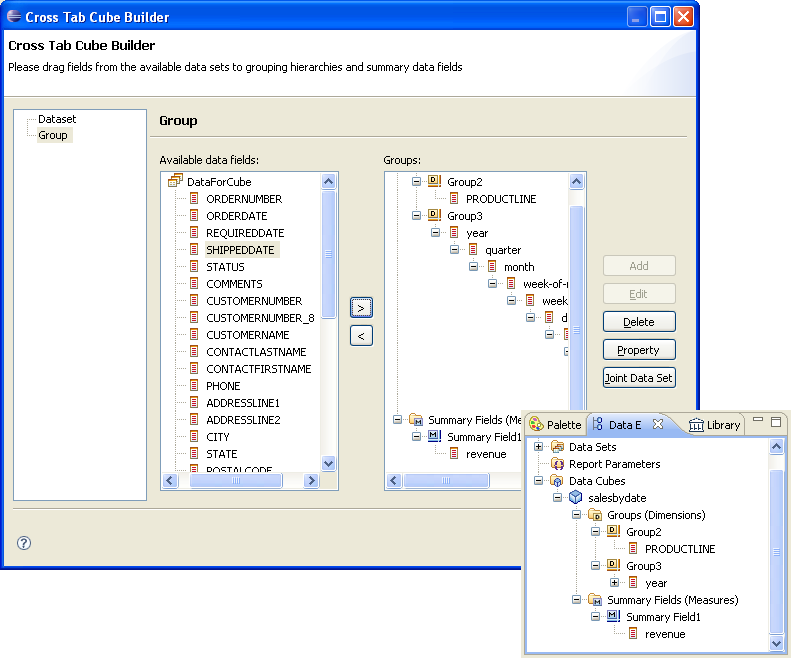 Cross Tab Cube Builder
Cross Tab Cube Builder
Please drag fields from the available data sets to grouping hierarchies and summary data fields
Dataset
Group
Group
Available data fields:
DataForCube
ORDERNUMBER
ORDERDATE
REQUIREDDATE
SHIPPEDDATE
STATUS
COMMENTS
CUSTOMERNUMBER
CUSTOMERNUMBER_8
CUSTOMERNAME
CONTACTLASTNAME
CONTACTFIRSTNAME
PHONE
ADDRESSLINE1
ADDRESSLINE2
CITY
STATE
POSTALCODE
>
<
Groups:
Group2
PRODUCTLINE
Group3
year
quarter
month
week-of-
week
d
Summary Fields (Me
Summary Field1
revenue
Add
Edit
Delete
Property
Joint Data Set
?
Palette
Data E
Library
Data Sets
Report Parameters
Data Cubes
salesbydate
Groups (Dimensions)
Group2
PRODUCTLINE
Group3
year
Summary Fields (Measures)
Summary Field1
revenue